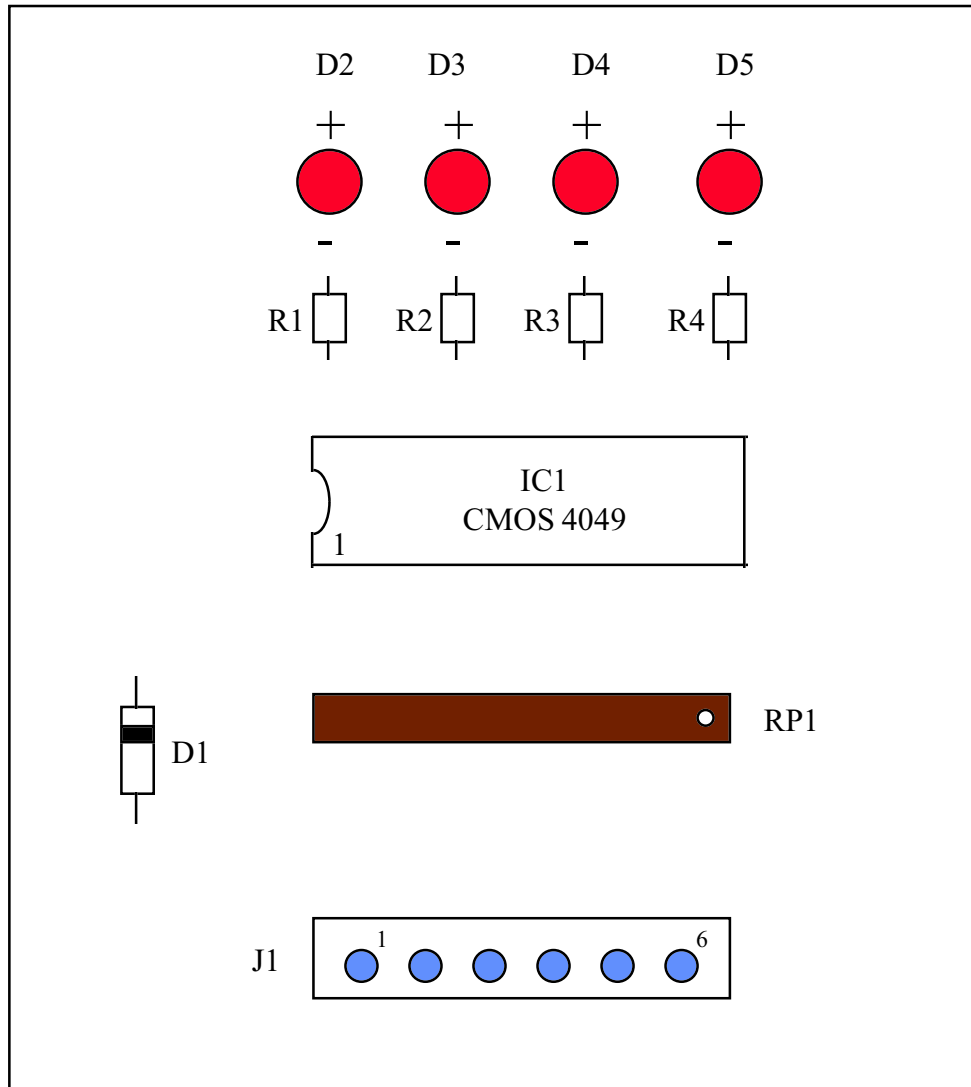 D2 D3 D4 D5
+ + + +
- - - -
R1 R2 R3 R4
IC1
CMOS 4049
1
RP1
D1
1 6
J1